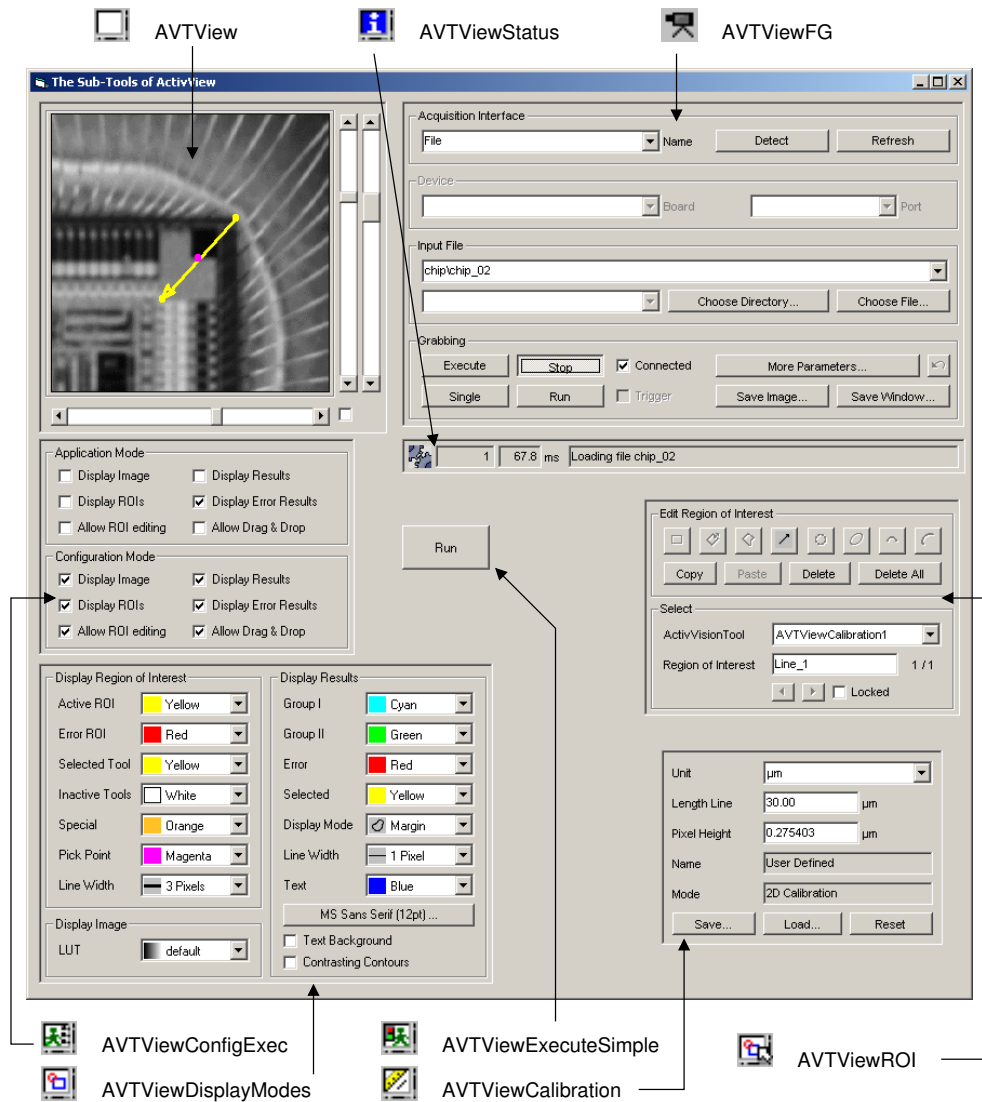 AVTView
AVTViewStatus
AVTViewFG
The Sub-Tools of ActivView
Acquisition Interface
File
Name
Detect
Refresh
Device
Board
Port
Input File
chip\chip_02
Choose Directory...
Choose File...
Grabbing
Execute
Stop
Connected
More Parameters...
Single
Run
Trigger
Save Image...
Save Window...
1
67.8 ms
Loading file chip_02
Application Mode
Display Image
Display Results
Display ROIs
Display Error Results
Allow ROI editing
Allow Drag & Drop
Configuration Mode
Display Image
Display Results
Display ROIs
Display Error Results
Allow ROI editing
Allow Drag & Drop
Run
Edit Region of Interest
Copy
Paste
Delete
Delete All
Select
ActivVisionTool
AVTViewCalibration1
Region of Interest
Line_1
1 / 1
Locked
Display Region of Interest
Active ROI
Yellow
Error ROI
Red
Selected Tool
Yellow
Inactive Tools
White
Special
Orange
Pick Point
Magenta
Line Width
3 Pixels
Display Image
LUT
default
Display Results
Group I
Cyan
Group II
Green
Error
Red
Selected
Yellow
Display Mode
Margin
Line Width
1 Pixel
Text
Blue
MS Sans Serif (12pt) ...
Text Background
Contrasting Contours
Unit
µm
Length Line
30.00
µm
Pixel Height
0.275403
µm
Name
User Defined
Mode
2D Calibration
Save...
Load...
Reset
AVTViewConfigExec
AVTViewExecuteSimple
AVTViewROI
AVTViewDisplayModes
AVTViewCalibration